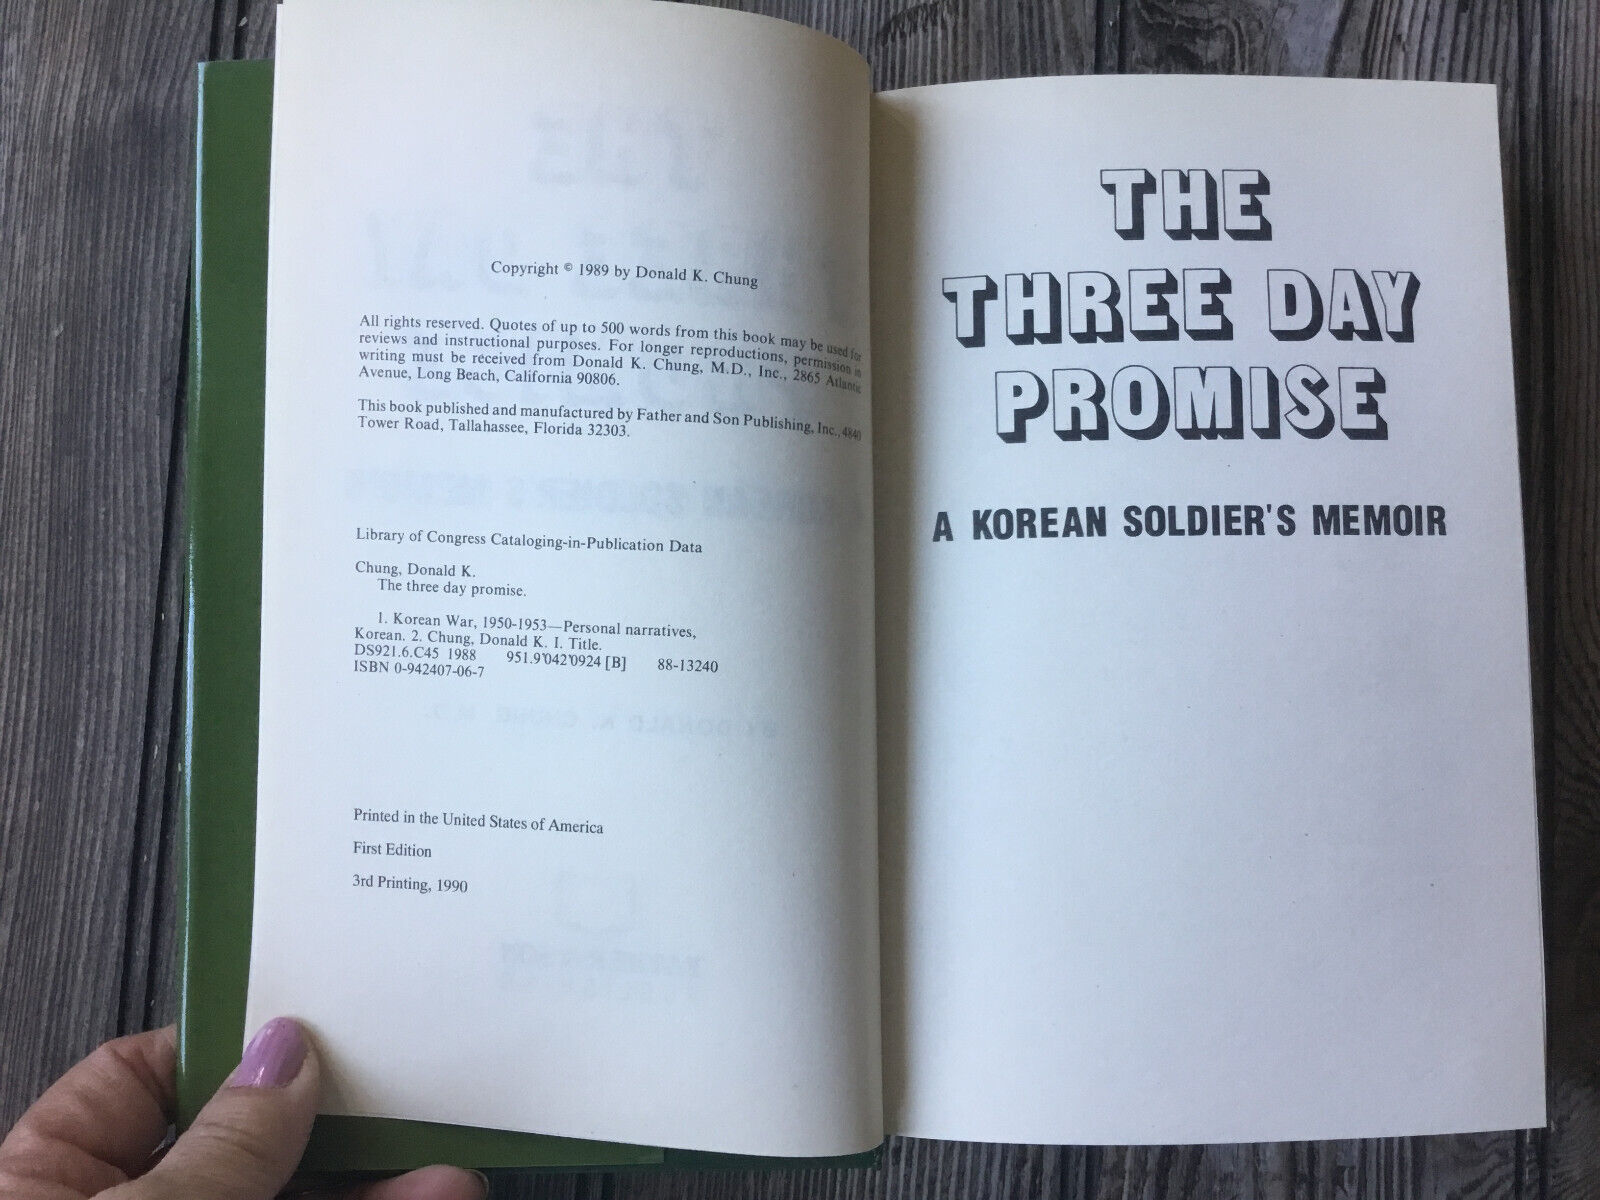 Copyright © 1989 by Donald K. Chung
All rights reserved. Quotes of up to 500 words from this book may be used for
reviews and instructional purposes. For longer reproductions, permission in
writing must be received from Donald K. Chung, M.D., Inc., 2865 Atlantic
Avenue, Long Beach, California 90806.
This book published and manufactured by Father and Son Publishing, Inc., 4840
Tower Road, Tallahassee, Florida 32303.
Library of Congress Cataloging-in-Publication Data
Chung, Donald K.
The three day promise.
1. Korean War, 1950-1953—Personal narratives,
Korean. 2. Chung, Donald K. I. Title.
DS921.6.C45 1988 951.9'042'0924 [B] 88-13240
ISBN 0-942407-06-7
Printed in the United States of America
First Edition
3rd Printing, 1990
THE
THREE DAY
PROMISE
A KOREAN SOLDIER'S MEMOIR